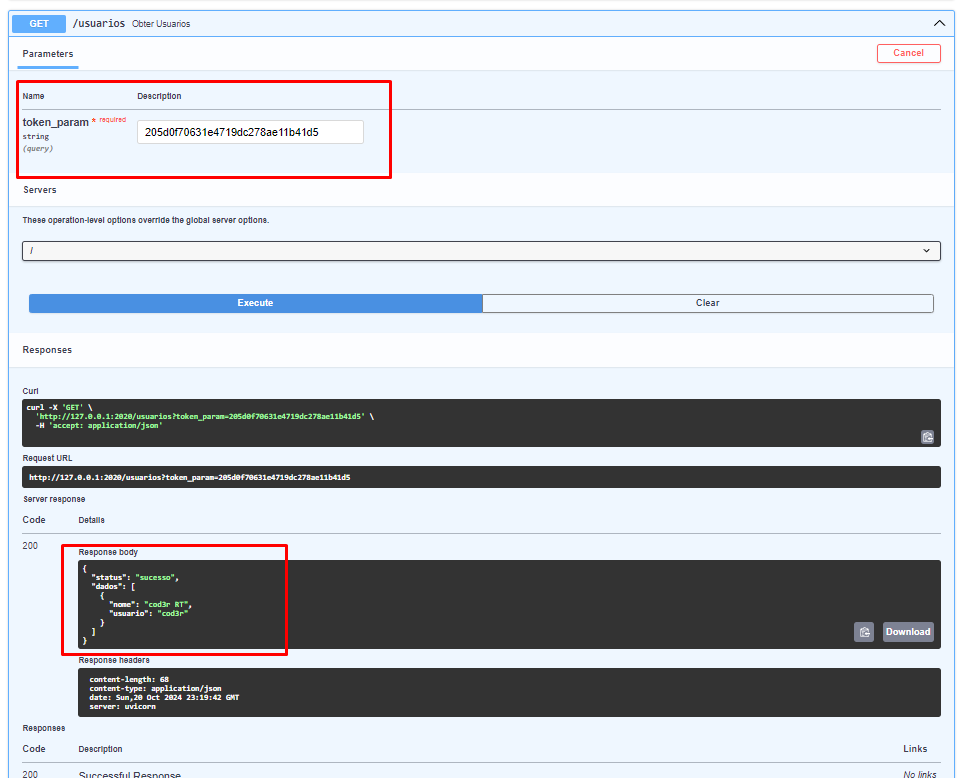 GET /usuarios Obter Usuarios
Parameters
Cancel
Name Description
token_param * required
205d0f70631e4719dc278ae11b41d5
string
(query)
Servers
These operation-level options override the global server options.
/
Execute Clear
Responses
Curl
curl -X 'GET' \
'http://127.0.0.1:2020/usuarios?token_param=205d0f70631e4719dc278ae11b41d5' \
-H 'accept: application/json'
Request URL
http://127.0.0.1:2020/usuarios?token_param=205d0f70631e4719dc278ae11b41d5
Server response
Code Details
200
Response body
{
"status": "sucesso",
"dados": [
{
"nome": "cod3r RT",
"usuario": "cod3r"
}
]
}
Download
Response headers
content-length: 68
content-type: application/json
date: Sun,20 Oct 2024 23:19:42 GMT
server: uvicorn
Responses
Code Description Links
200 Successful Response No links